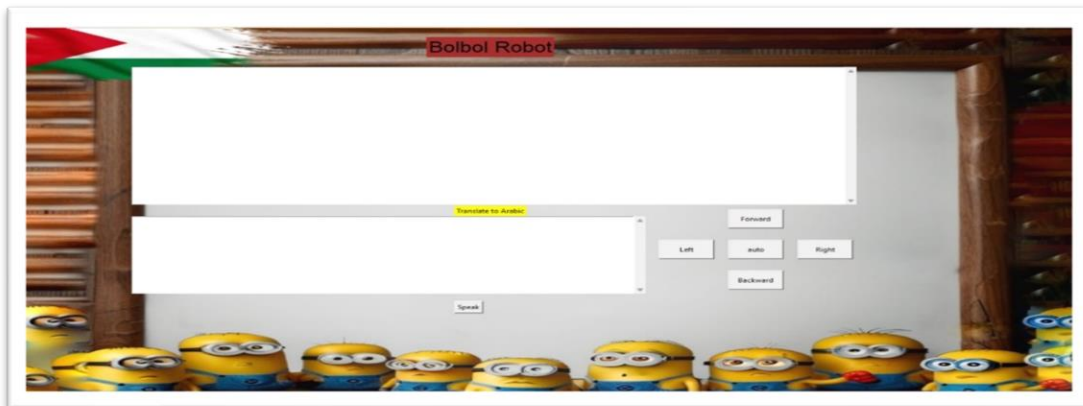 Bolbol Robot
Translate to Arabic
Forward
Left
auto
Right
Backward
Speak